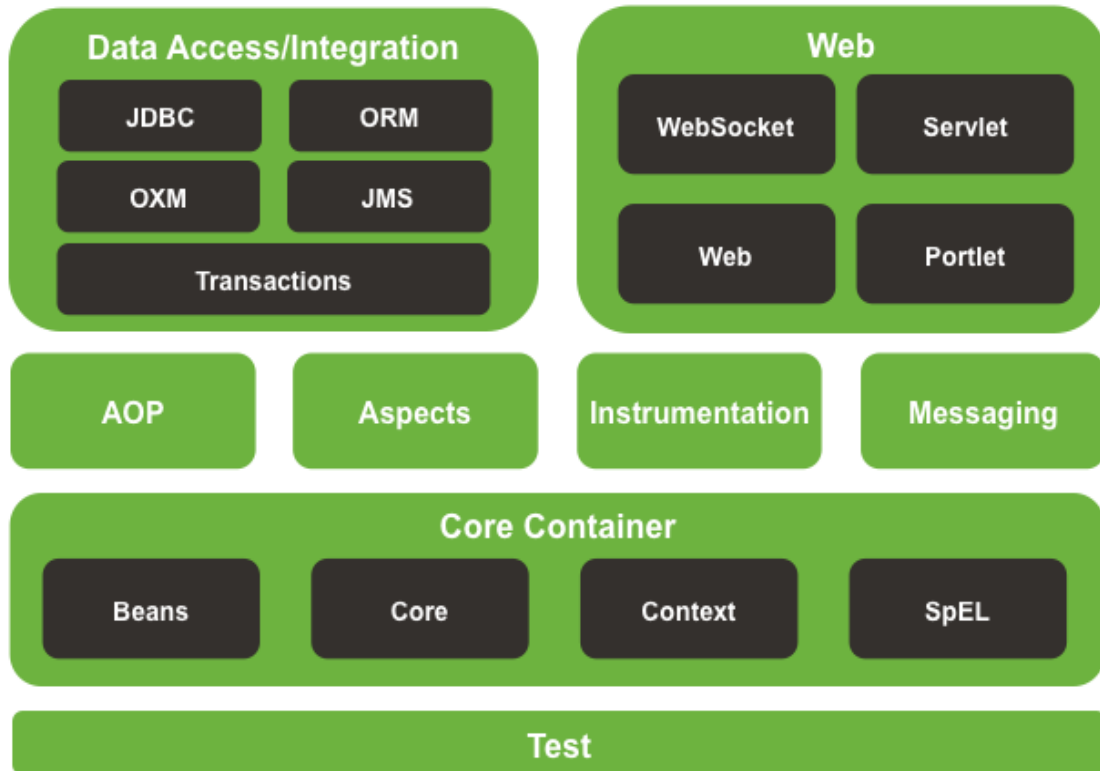 Data Access/Integration
JDBC
ORM
OXM
JMS
Transactions
Web
WebSocket
Servlet
Web
Portlet
AOP
Aspects
Instrumentation
Messaging
Core Container
Beans
Core
Context
SpEL
Test